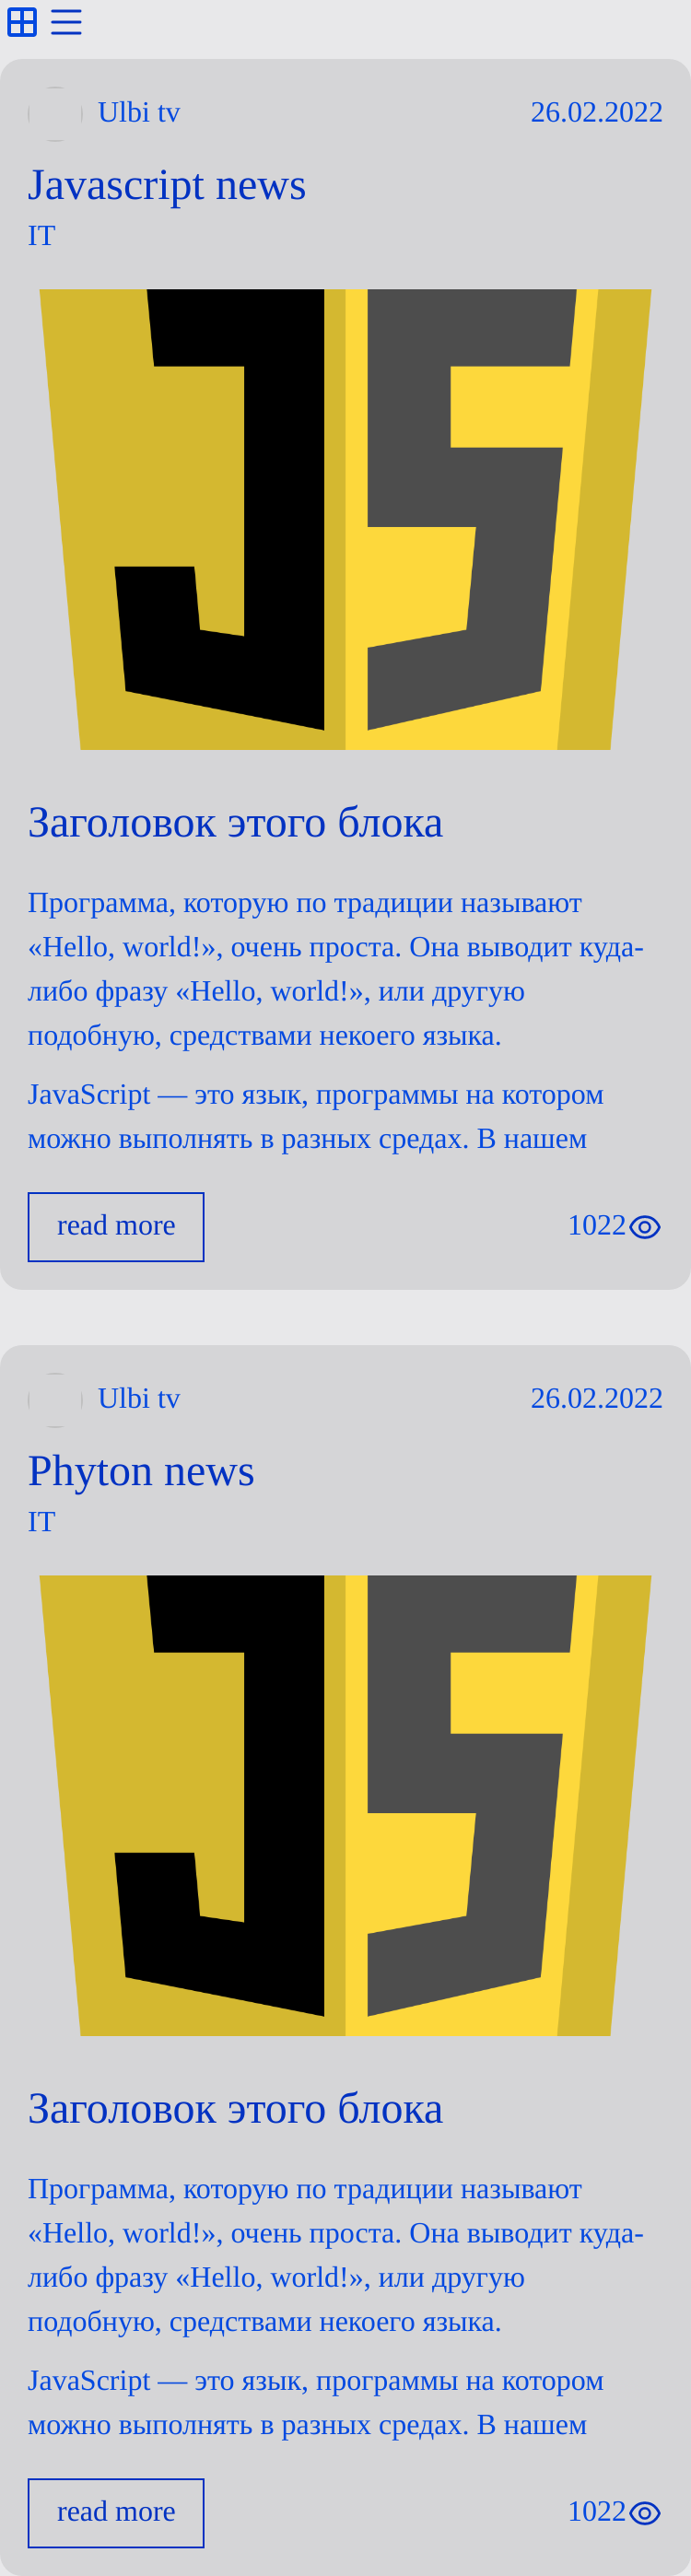 Ulbi tv 26.02.2022
Javascript news
IT
JS
Заголовок этого блока
Программа, которую по традиции называют
«Hello, world!», очень проста. Она выводит куда-
либо фразу «Hello, world!», или другую
подобную, средствами некоего языка.
JavaScript — это язык, программы на котором
можно выполнять в разных средах. В нашем
read more 1022
Ulbi tv 26.02.2022
Phyton news
IT
JS
Заголовок этого блока
Программа, которую по традиции называют
«Hello, world!», очень проста. Она выводит куда-
либо фразу «Hello, world!», или другую
подобную, средствами некоего языка.
JavaScript — это язык, программы на котором
можно выполнять в разных средах. В нашем
read more 1022